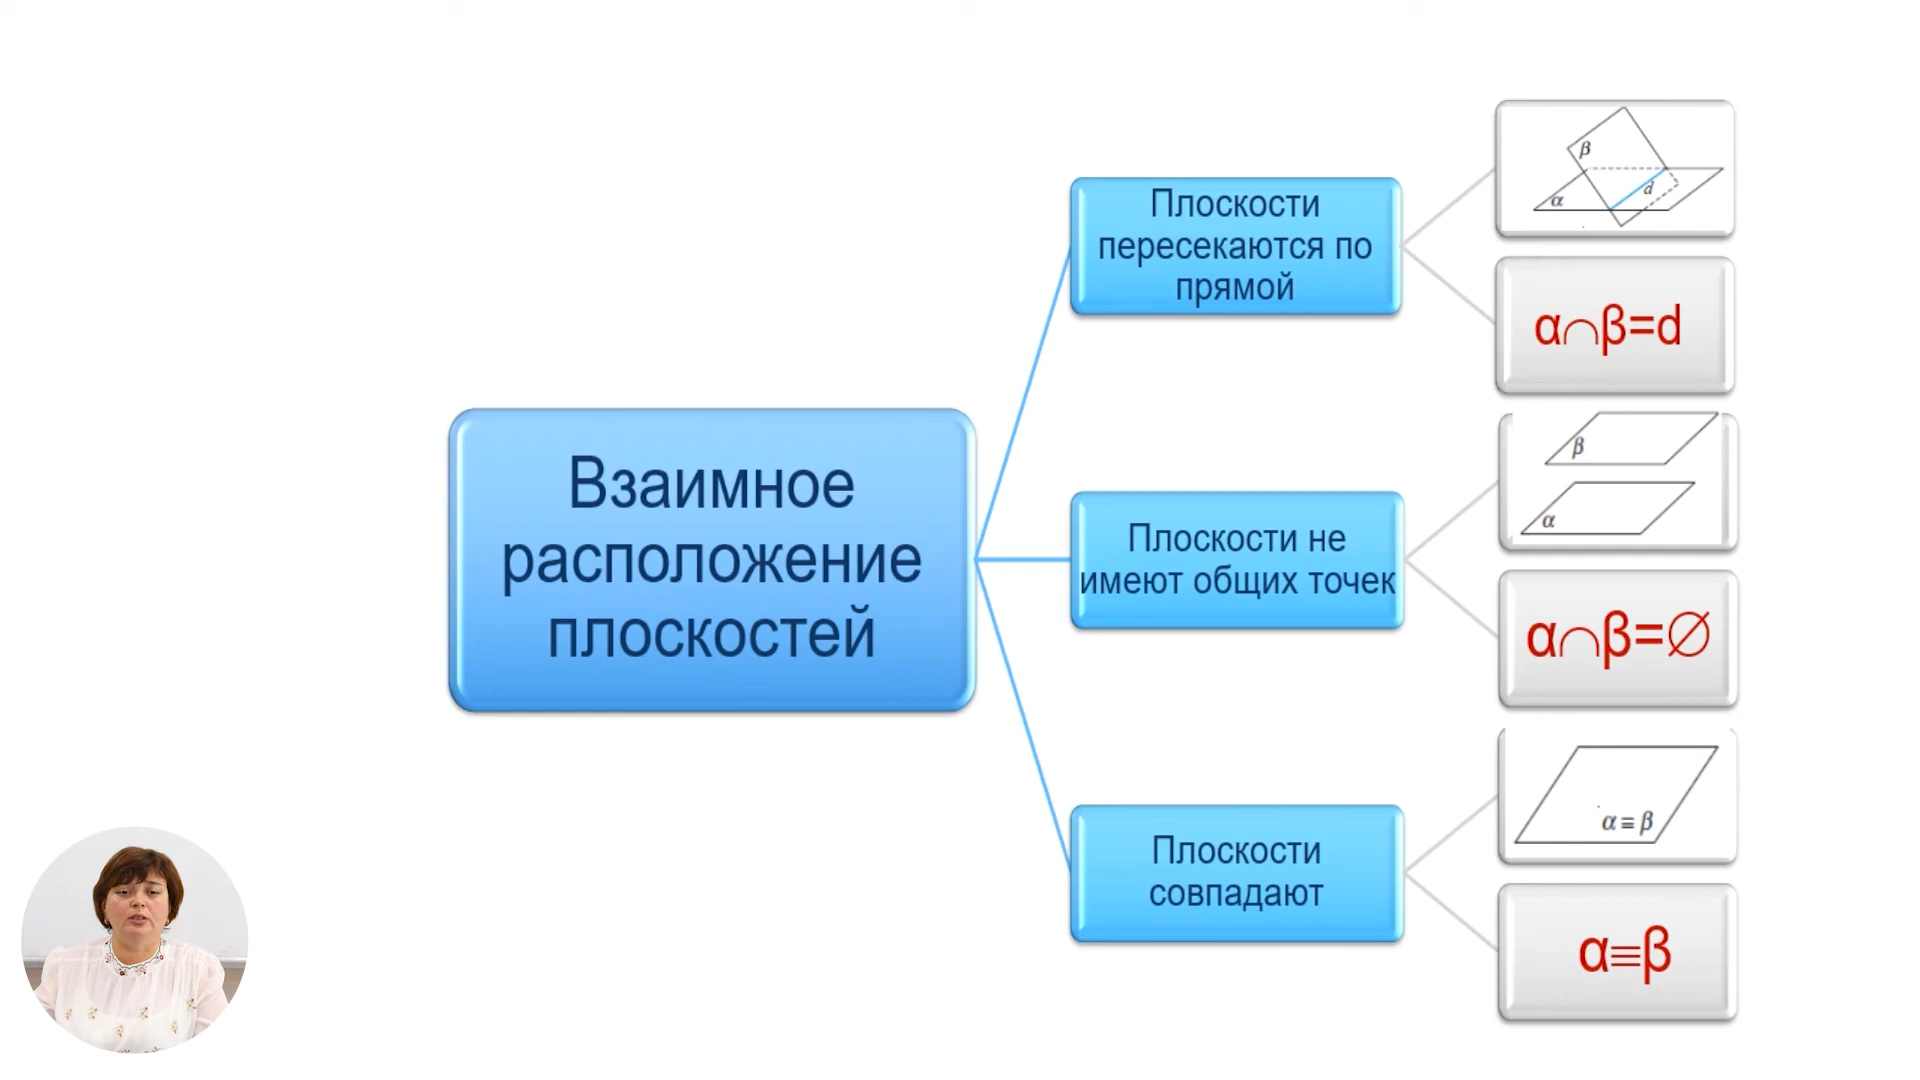 Взаимное
расположение
плоскостей
Плоскости
пересекаются по
прямой
β
d
α
α∩β=d
Плоскости не
имеют общих точек
β
α
α∩β=∅
Плоскости
совпадают
α ≡ β
α≡β